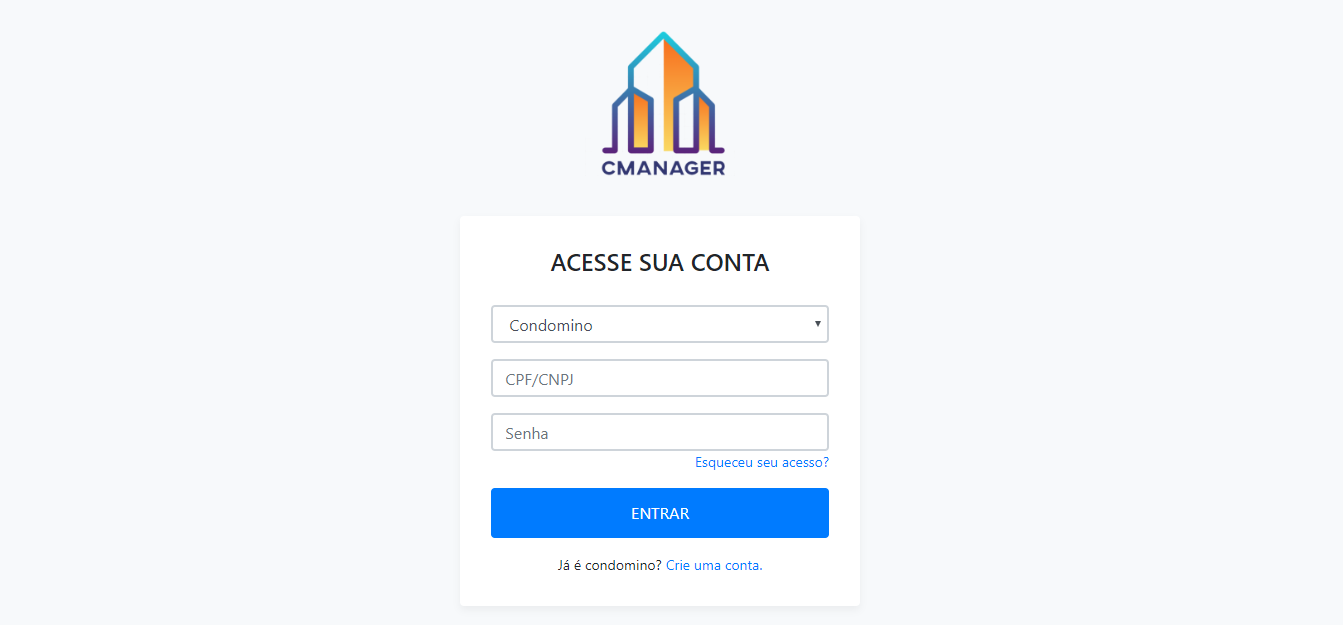 CMANAGER
ACESSE SUA CONTA
Condomino
CPF/CNPJ
Senha
Esqueceu seu acesso?
ENTRAR
Já é condomino? Crie uma conta.